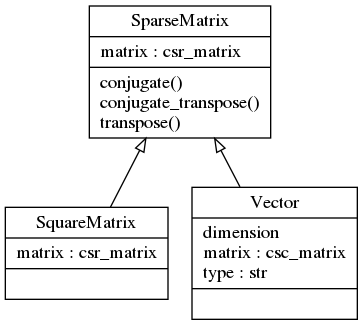 SparseMatrix
matrix : csr_matrix
conjugate()
conjugate_transpose()
transpose()
SquareMatrix
matrix : csr_matrix
Vector
dimension
matrix : csc_matrix
type : str